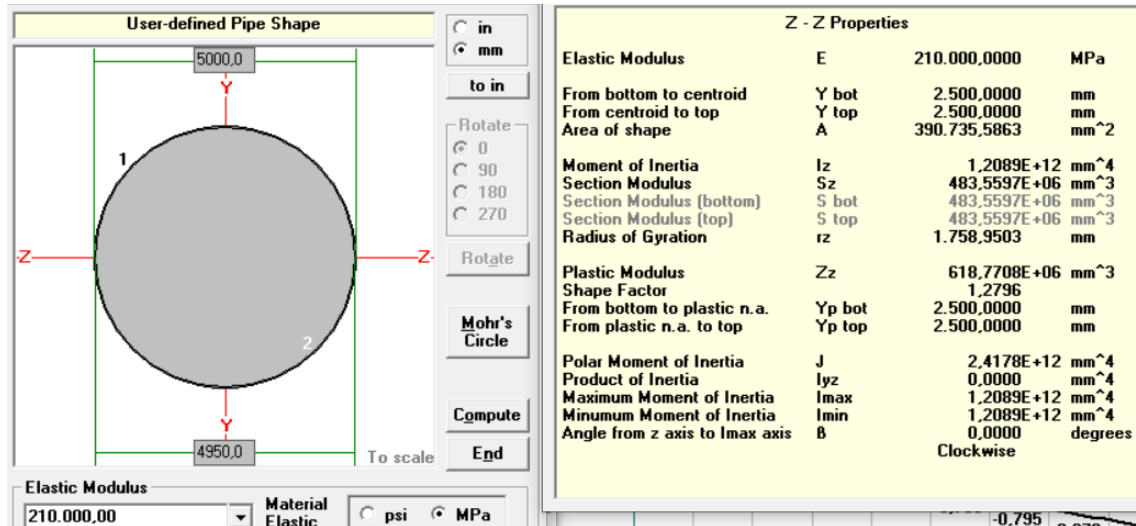 User-defined Pipe Shape
5000,0
Y
1
Z
Z
2
Y
4950,0
To scale
in
mm
to in
Rotate
0
90
180
270
Rotate
Mohr's
Circle
Compute
End
Elastic Modulus
210.000,00
Material
Elastic
psi
MPa
Z - Z Properties
Elastic Modulus E 210.000,0000 MPa
From bottom to centroid Y bot 2.500,0000 mm
From centroid to top Y top 2.500,0000 mm
Area of shape A 390.735,5863 mm^2
Moment of Inertia Iz 1,2089E+12 mm^4
Section Modulus Sz 483,5597E+06 mm^3
Section Modulus (bottom) S bot 483,5597E+06 mm^3
Section Modulus (top) S top 483,5597E+06 mm^3
Radius of Gyration rz 1.758,9503 mm
Plastic Modulus Zz 618,7708E+06 mm^3
Shape Factor 1,2796
From bottom to plastic n.a. Yp bot 2.500,0000 mm
From plastic n.a. to top Yp top 2.500,0000 mm
Polar Moment of Inertia J 2,4178E+12 mm^4
Product of Inertia Iyz 0,0000 mm^4
Maximum Moment of Inertia Imax 1,2089E+12 mm^4
Minumum Moment of Inertia Imin 1,2089E+12 mm^4
Angle from z axis to Imax axis ß 0,0000 degrees
Clockwise
-0,795